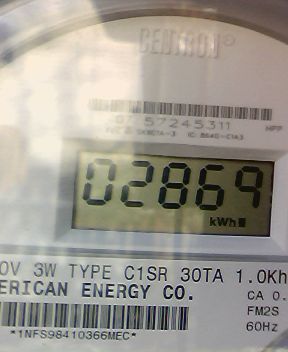 CENTRON®
07 57245311
02869
kWh
0V 3W TYPE C1SR 30TA 1.0Kh
ERICAN ENERGY CO. CA 0.
FM2S
*1NFS98410366MEC* 60Hz